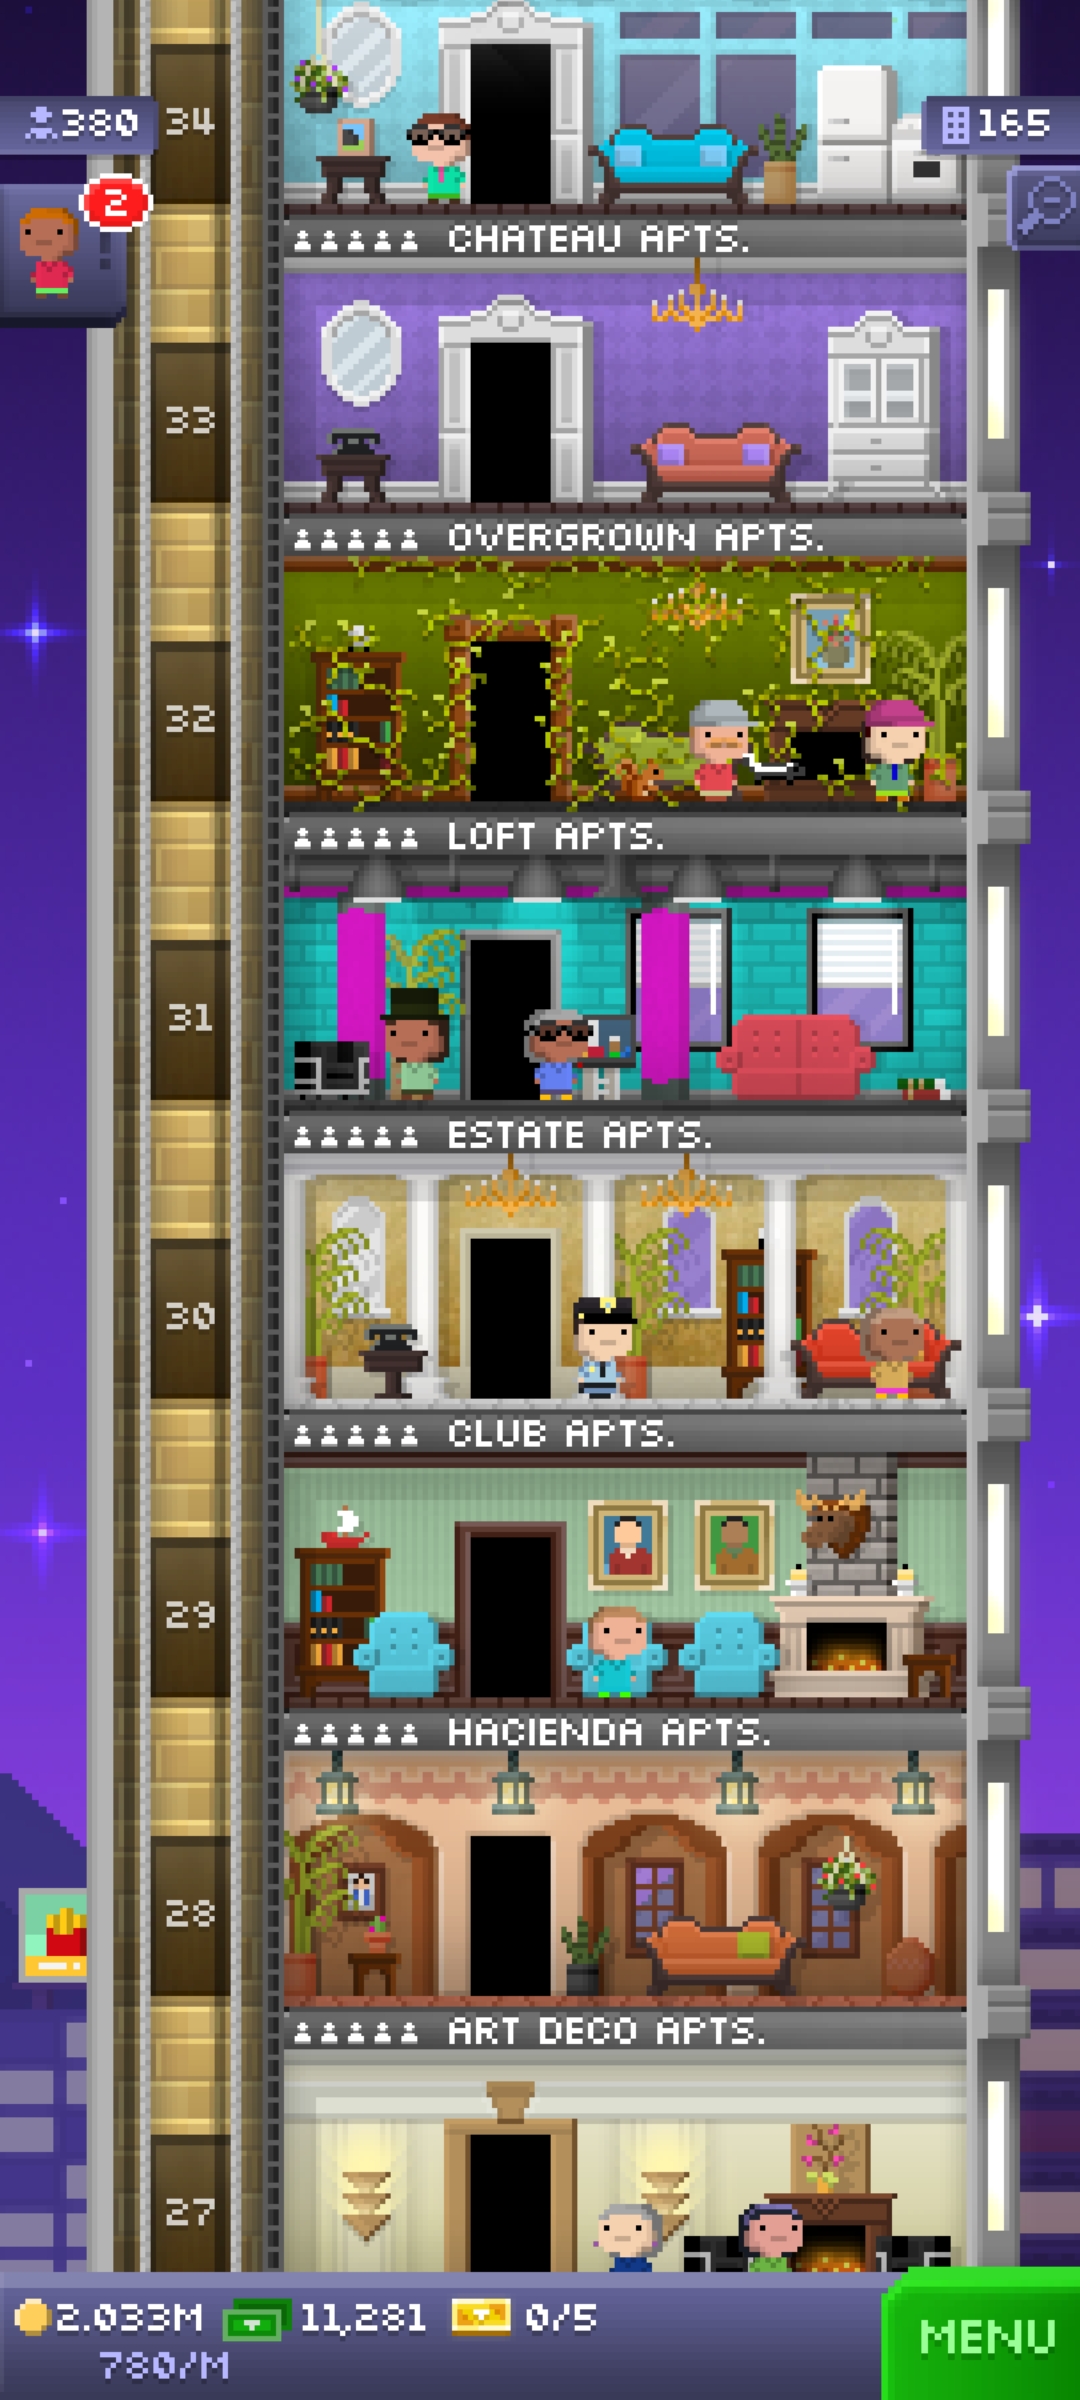 34
380
165
2
CHATEAU APTS.
33
OVERGROWN APTS.
32
LOFT APTS.
31
ESTATE APTS.
30
CLUB APTS.
29
HACIENDA APTS.
28
ART DECO APTS.
27
2.033M 11,281 0/5
780/M
MENU